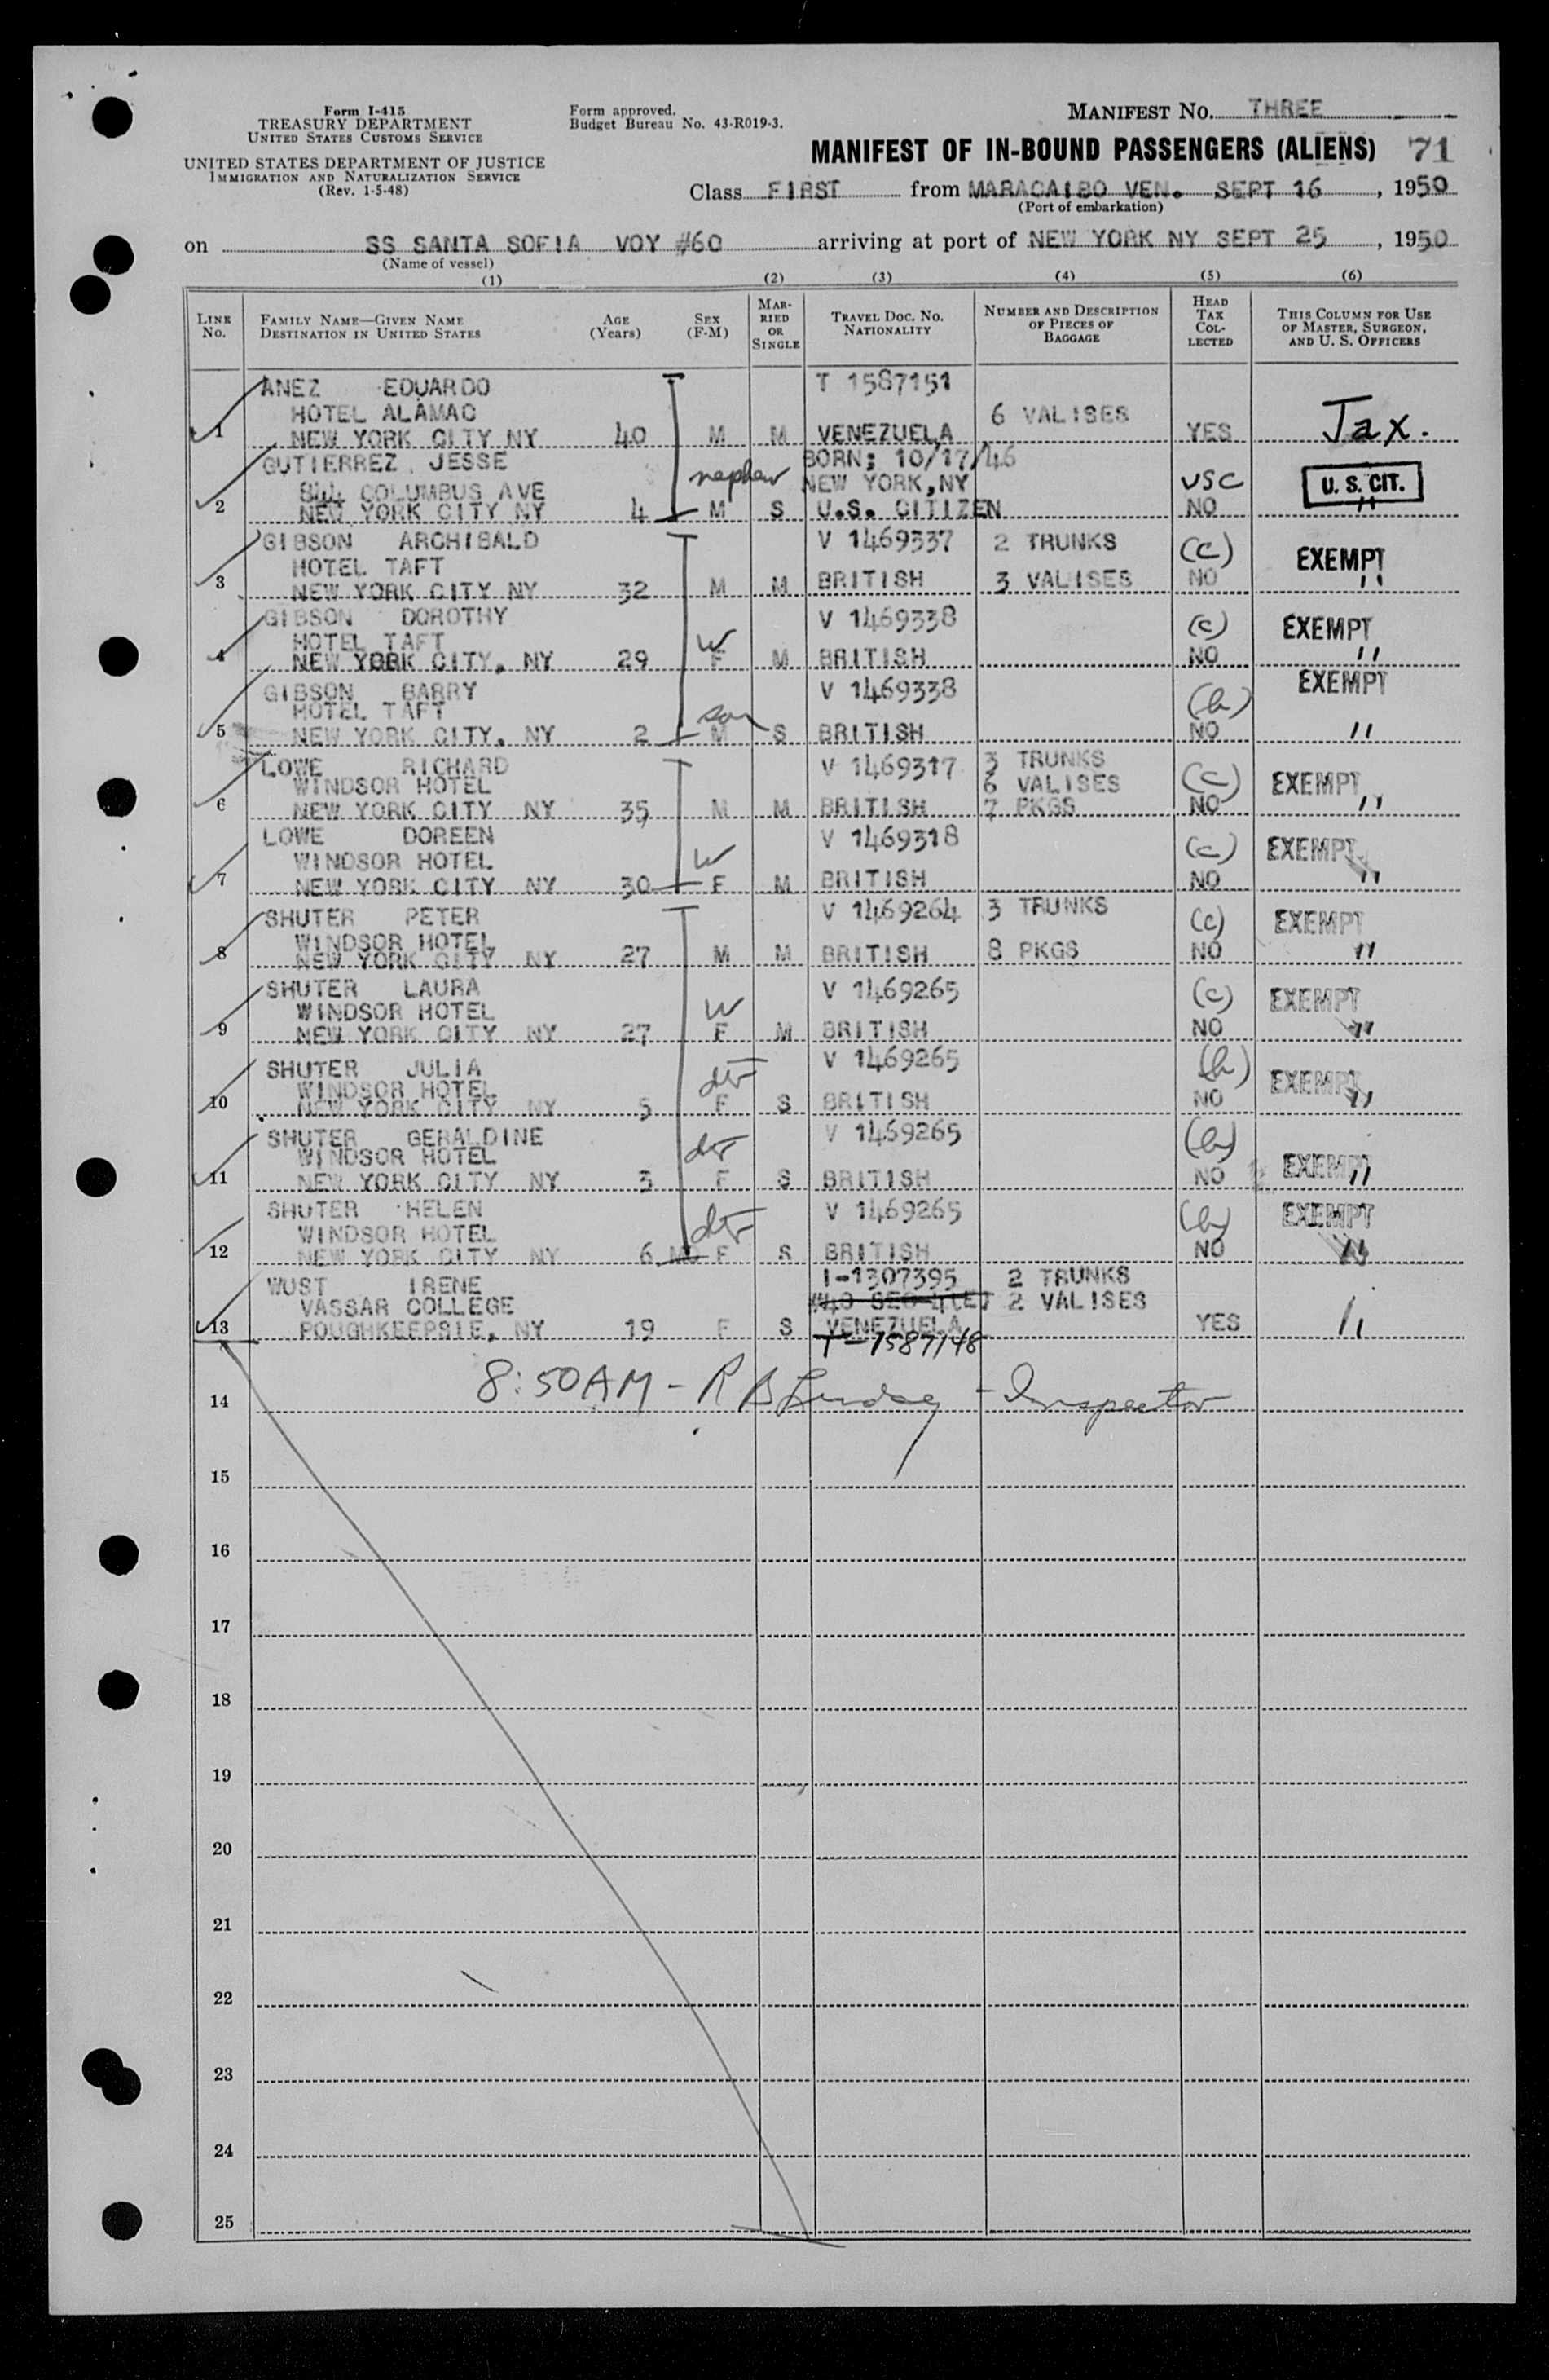 Form I-415
TREASURY DEPARTMENT
UNITED STATES CUSTOMS SERVICE
UNITED STATES DEPARTMENT OF JUSTICE
IMMIGRATION AND NATURALIZATION SERVICE
(Rev. 1-5-48)
Form approved.
Budget Bureau No. 43-R019-3.
MANIFEST NO. THREE
MANIFEST OF IN-BOUND PASSENGERS (ALIENS) 71
Class FIRST from MARACAIBO VEN. SEPT 16, 1950
(Port of embarkation)
on SS SANTA SOFIA VOY #60 arriving at port of NEW YORK NY SEPT 25, 1950
(Name of vessel)
(1) (2) (3) (4) (5) (6)
LINE No. FAMILY NAME—GIVEN NAME DESTINATION IN UNITED STATES AGE (Years) SEX (F-M) MARRIED OR SINGLE TRAVEL DOC. NO. NATIONALITY NUMBER AND DESCRIPTION OF PIECES OF BAGGAGE HEAD TAX COLLECTED THIS COLUMN FOR USE OF MASTER, SURGEON, AND U. S. OFFICERS
ANEZ EDUARDO T 1587151
HOTEL ALAMAC 6 VALISES
1 NEW YORK CITY NY 40 M M VENEZUELA YES Tax.
GUTIERREZ, JESSE nephew BORN; 10/17/46
844 COLUMBUS AVE NEW YORK, NY USC U. S. CIT.
2 NEW YORK CITY NY 4 M S U.S. CITIZEN NO "
GIBSON ARCHIBALD V 1469337 2 TRUNKS (c) EXEMPT
HOTEL TAFT
3 NEW YORK CITY NY 32 M M BRITISH 3 VALISES NO "
GIBSON DOROTHY V 1469338 (c) EXEMPT
HOTEL TAFT W
4 NEW YORK CITY, NY 29 F M BRITISH NO "
GIBSON BARRY V 1469338 (h) EXEMPT
HOTEL TAFT son
5 NEW YORK CITY, NY 2 M S BRITISH NO "
LOWE RICHARD V 1469317 3 TRUNKS
WINDSOR HOTEL 6 VALISES (c) EXEMPT
6 NEW YORK CITY NY 35 M M BRITISH 7 PKGS NO "
LOWE DOREEN V 1469318 (c) EXEMPT
WINDSOR HOTEL W
7 NEW YORK CITY NY 30 F M BRITISH NO "
SHUTER PETER V 1469264 3 TRUNKS (c) EXEMPT
WINDSOR HOTEL
8 NEW YORK CITY NY 27 M M BRITISH 8 PKGS NO "
SHUTER LAURA V 1469265 (c) EXEMPT
WINDSOR HOTEL W
9 NEW YORK CITY NY 27 F M BRITISH NO "
SHUTER JULIA V 1469265 (h) EXEMPT
WINDSOR HOTEL dtr
10 NEW YORK CITY NY 5 F S BRITISH NO "
SHUTER GERALDINE V 1469265 (h)
WINDSOR HOTEL dtr EXEMPT
11 NEW YORK CITY NY 3 F S BRITISH NO "
SHUTER HELEN V 1469265 (h) EXEMPT
WINDSOR HOTEL dtr
12 NEW YORK CITY NY 6 MO F S BRITISH NO "
WUST IRENE I-1307395 2 TRUNKS
VASSAR COLLEGE 2 VALISES
13 POUGHKEEPSIE, NY 19 F S VENEZUELA YES "
T-1587148
8:50AM - R B Lindsey - Inspector
14
15
16
17
18
19
20
21
22
23
24
25